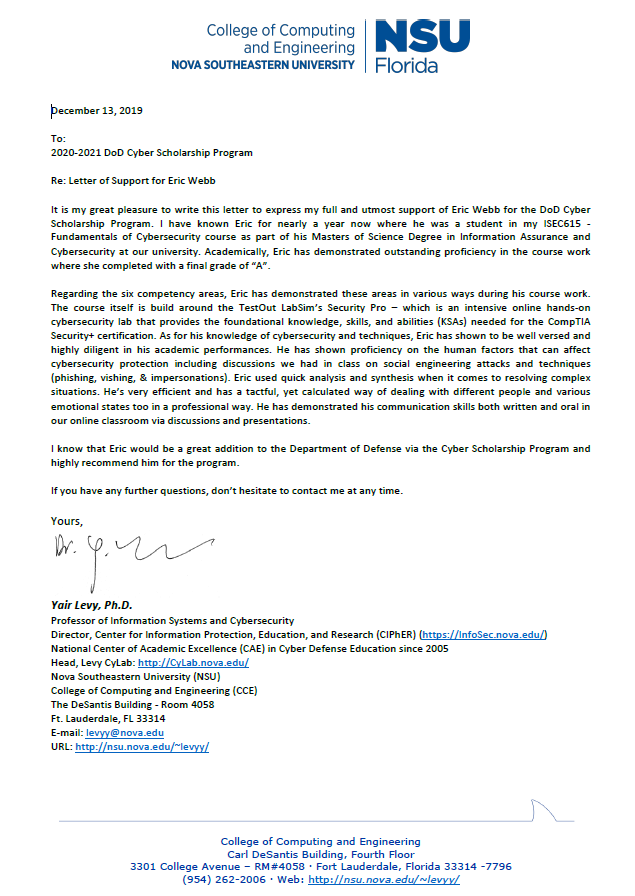 College of Computing
and Engineering
NOVA SOUTHEASTERN UNIVERSITY
NSU
Florida
December 13, 2019
To:
2020-2021 DoD Cyber Scholarship Program
Re: Letter of Support for Eric Webb
It is my great pleasure to write this letter to express my full and utmost support of Eric Webb for the DoD Cyber
Scholarship Program. I have known Eric for nearly a year now where he was a student in my ISEC615 -
Fundamentals of Cybersecurity course as part of his Masters of Science Degree in Information Assurance and
Cybersecurity at our university. Academically, Eric has demonstrated outstanding proficiency in the course work
where she completed with a final grade of “A”.
Regarding the six competency areas, Eric has demonstrated these areas in various ways during his course work.
The course itself is build around the TestOut LabSim’s Security Pro – which is an intensive online hands-on
cybersecurity lab that provides the foundational knowledge, skills, and abilities (KSAs) needed for the CompTIA
Security+ certification. As for his knowledge of cybersecurity and techniques, Eric has shown to be well versed and
highly diligent in his academic performances. He has shown proficiency on the human factors that can affect
cybersecurity protection including discussions we had in class on social engineering attacks and techniques
(phishing, vishing, & impersonations). Eric used quick analysis and synthesis when it comes to resolving complex
situations. He’s very efficient and has a tactful, yet calculated way of dealing with different people and various
emotional states too in a professional way. He has demonstrated his communication skills both written and oral in
our online classroom via discussions and presentations.
I know that Eric would be a great addition to the Department of Defense via the Cyber Scholarship Program and
highly recommend him for the program.
If you have any further questions, don’t hesitate to contact me at any time.
Yours,
Dr. Y.
Yair Levy, Ph.D.
Professor of Information Systems and Cybersecurity
Director, Center for Information Protection, Education, and Research (CIPhER) (https://InfoSec.nova.edu/)
National Center of Academic Excellence (CAE) in Cyber Defense Education since 2005
Head, Levy CyLab: http://CyLab.nova.edu/
Nova Southeastern University (NSU)
College of Computing and Engineering (CCE)
The DeSantis Building - Room 4058
Ft. Lauderdale, FL 33314
E-mail: levyy@nova.edu
URL: http://nsu.nova.edu/~levyy/
College of Computing and Engineering
Carl DeSantis Building, Fourth Floor
3301 College Avenue – RM#4058 · Fort Lauderdale, Florida 33314 -7796
(954) 262-2006 · Web: http://nsu.nova.edu/~levyy/